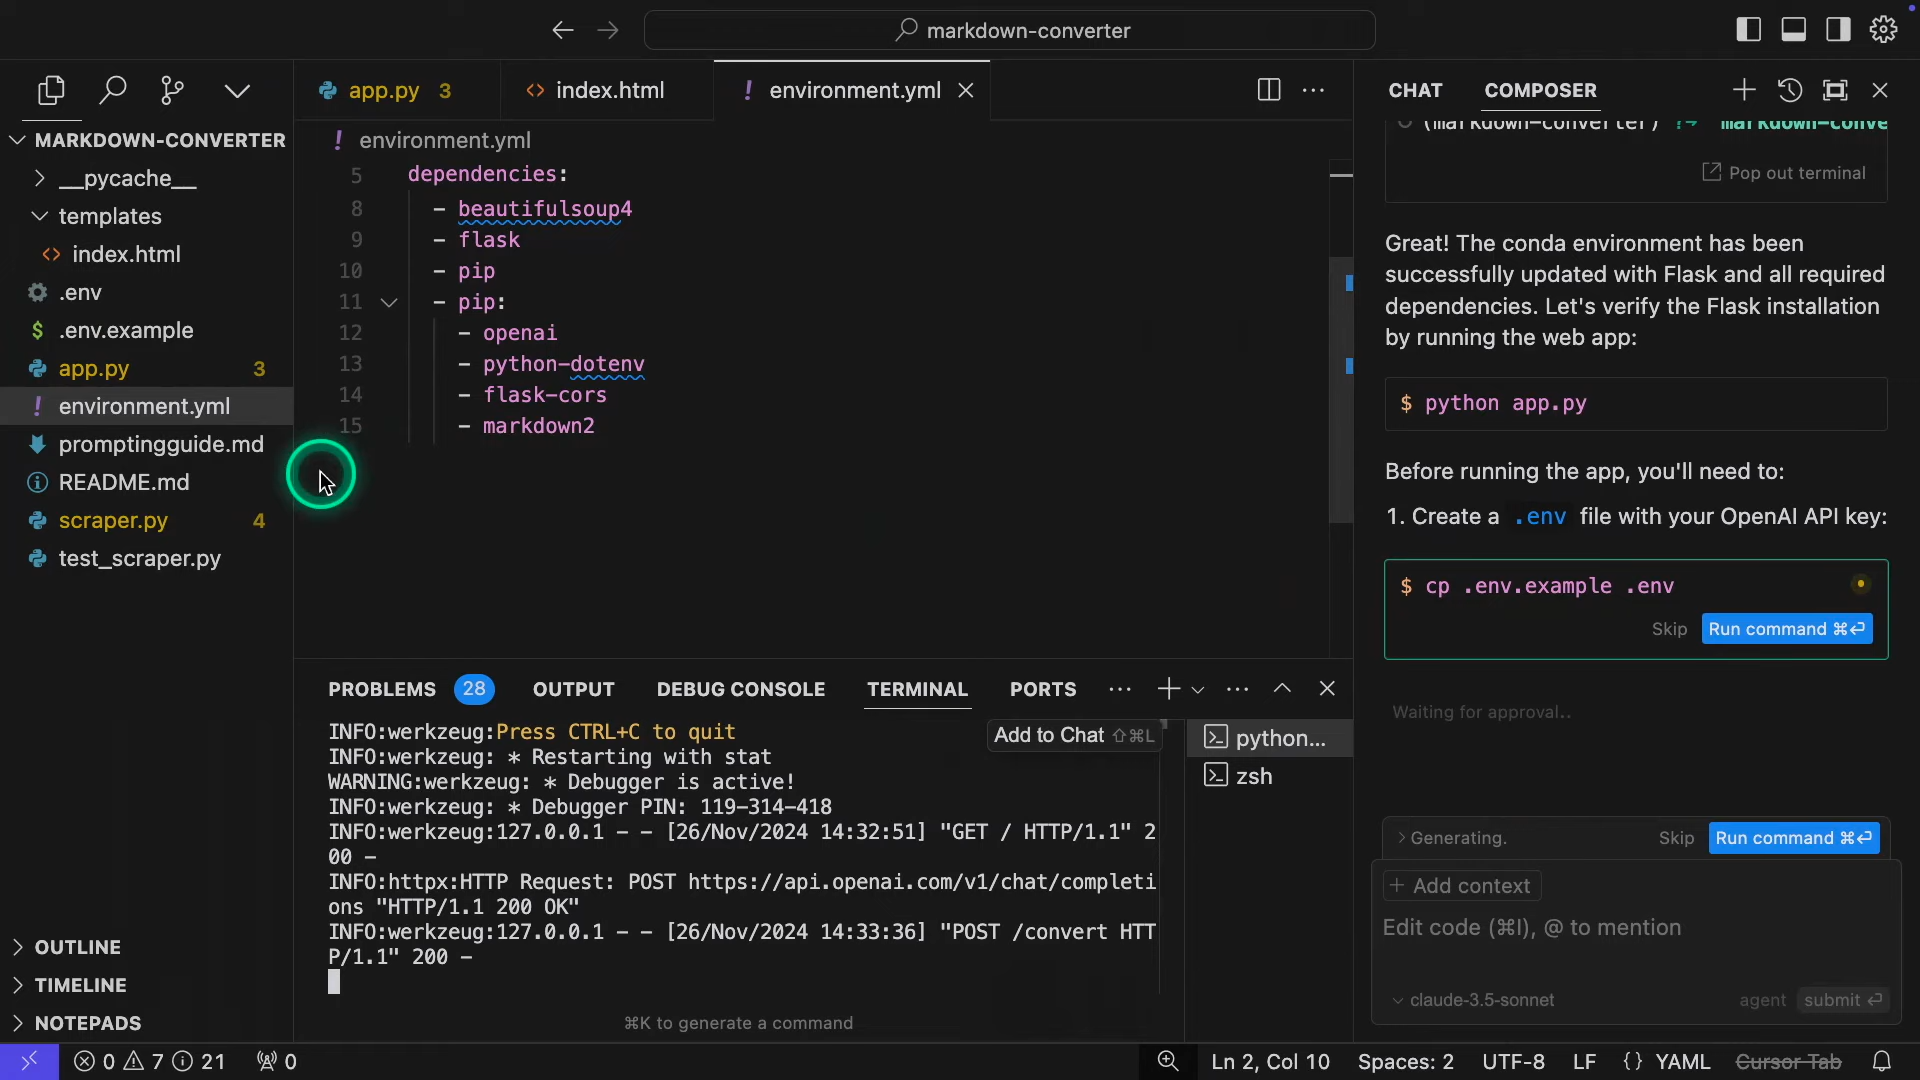 markdown-converter
app.py 3
index.html
! environment.yml
CHAT
COMPOSER
MARKDOWN-CONVERTER
__pycache__
templates
index.html
.env
.env.example
app.py 3
! environment.yml
promptingguide.md
README.md
scraper.py 4
test_scraper.py
OUTLINE
TIMELINE
NOTEPADS
! environment.yml
5 dependencies:
8 - beautifulsoup4
9 - flask
10 - pip
11 - pip:
12 - openai
13 - python-dotenv
14 - flask-cors
15 - markdown2
PROBLEMS 28
OUTPUT
DEBUG CONSOLE
TERMINAL
PORTS
INFO:werkzeug:Press CTRL+C to quit
INFO:werkzeug: * Restarting with stat
WARNING:werkzeug: * Debugger is active!
INFO:werkzeug: * Debugger PIN: 119-314-418
INFO:werkzeug:127.0.0.1 - - [26/Nov/2024 14:32:51] "GET / HTTP/1.1" 2
00 -
INFO:httpx:HTTP Request: POST https://api.openai.com/v1/chat/completi
ons "HTTP/1.1 200 OK"
INFO:werkzeug:127.0.0.1 - - [26/Nov/2024 14:33:36] "POST /convert HTT
P/1.1" 200 -
Add to Chat ⇧⌘L
python...
zsh
⌘K to generate a command
(markdown-converter) markdown-conve
Pop out terminal
Great! The conda environment has been
successfully updated with Flask and all required
dependencies. Let's verify the Flask installation
by running the web app:
$ python app.py
Before running the app, you'll need to:
1. Create a .env file with your OpenAI API key:
$ cp .env.example .env
Skip Run command ⌘⏎
Waiting for approval..
Generating. Skip Run command ⌘⏎
+ Add context
Edit code (⌘I), @ to mention
claude-3.5-sonnet agent submit ⏎
0 7 21 0
Ln 2, Col 10 Spaces: 2 UTF-8 LF {} YAML Cursor Tab